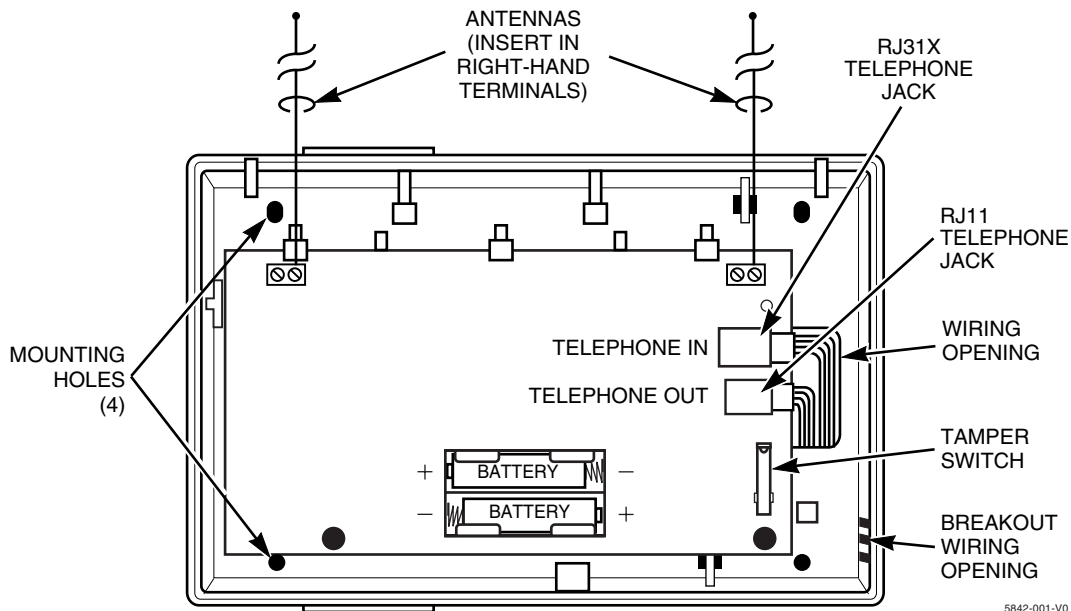 ANTENNAS
(INSERT IN
RIGHT-HAND
TERMINALS)
RJ31X
TELEPHONE
JACK
RJ11
TELEPHONE
JACK
MOUNTING
HOLES
(4)
TELEPHONE IN
WIRING
OPENING
TELEPHONE OUT
TAMPER
SWITCH
+ BATTERY –
– BATTERY +
BREAKOUT
WIRING
OPENING
5842-001-V0